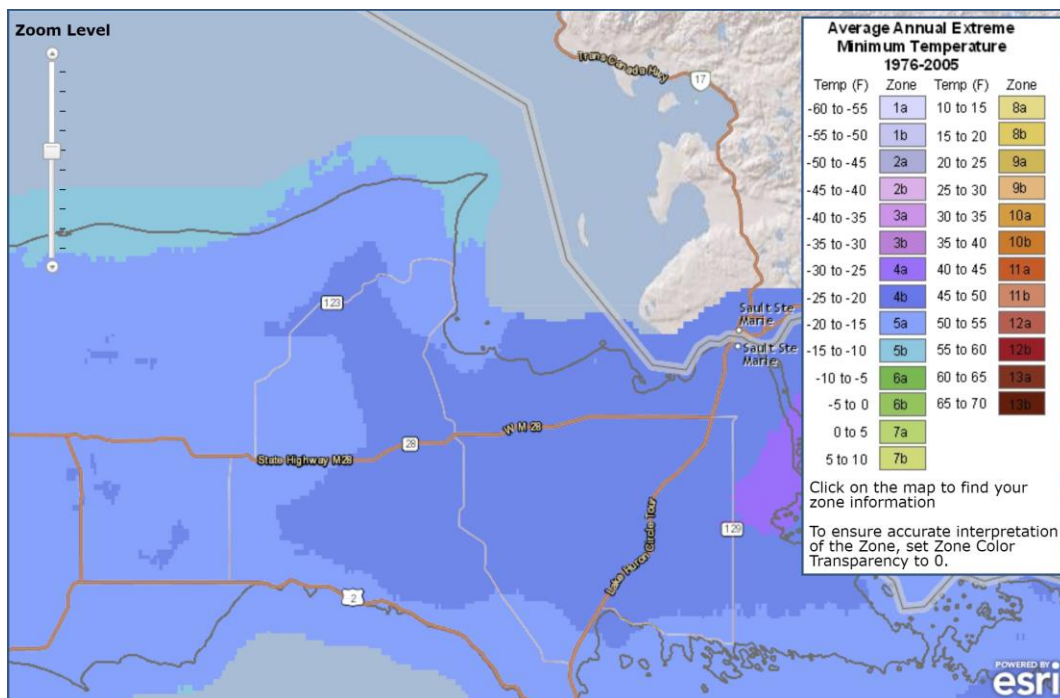 Zoom Level
Trans Canada Hwy
17
123
Sault Ste
Marie
Sault Ste
Marie
W M 28
28
State Highway M28
129
Lake Huron Circle Tour
2
Average Annual Extreme
Minimum Temperature
1976-2005
Temp (F) Zone Temp (F) Zone
-60 to -55 1a 10 to 15 8a
-55 to -50 1b 15 to 20 8b
-50 to -45 2a 20 to 25 9a
-45 to -40 2b 25 to 30 9b
-40 to -35 3a 30 to 35 10a
-35 to -30 3b 35 to 40 10b
-30 to -25 4a 40 to 45 11a
-25 to -20 4b 45 to 50 11b
-20 to -15 5a 50 to 55 12a
-15 to -10 5b 55 to 60 12b
-10 to -5 6a 60 to 65 13a
-5 to 0 6b 65 to 70 13b
0 to 5 7a
5 to 10 7b
Click on the map to find your
zone information
To ensure accurate interpretation
of the Zone, set Zone Color
Transparency to 0.
POWERED BY
esri